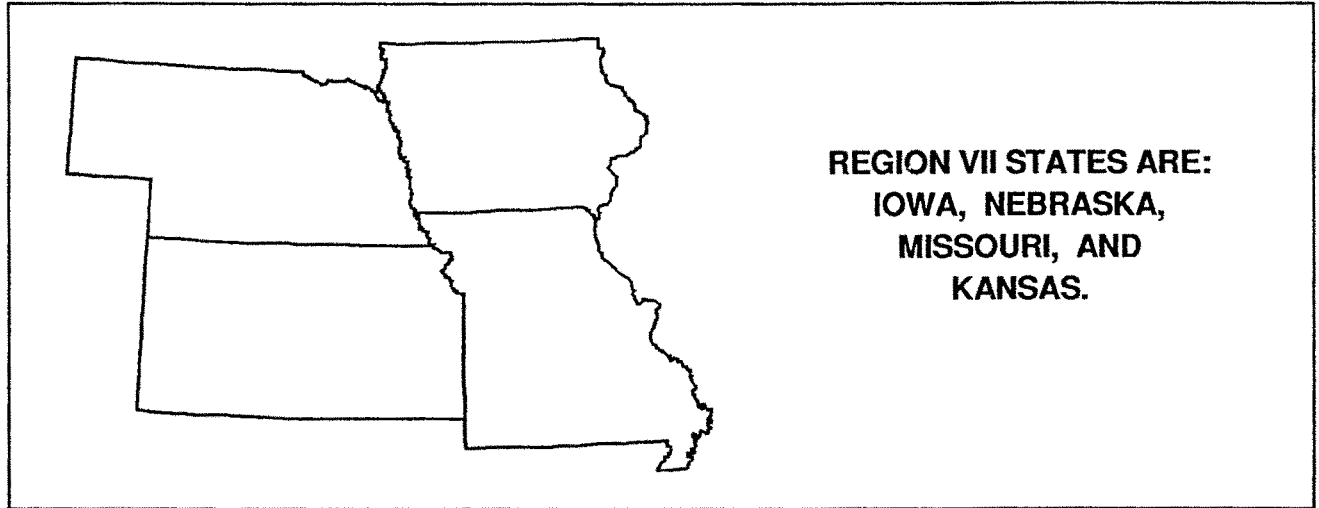 REGION VII STATES ARE:
IOWA, NEBRASKA,
MISSOURI, AND
KANSAS.